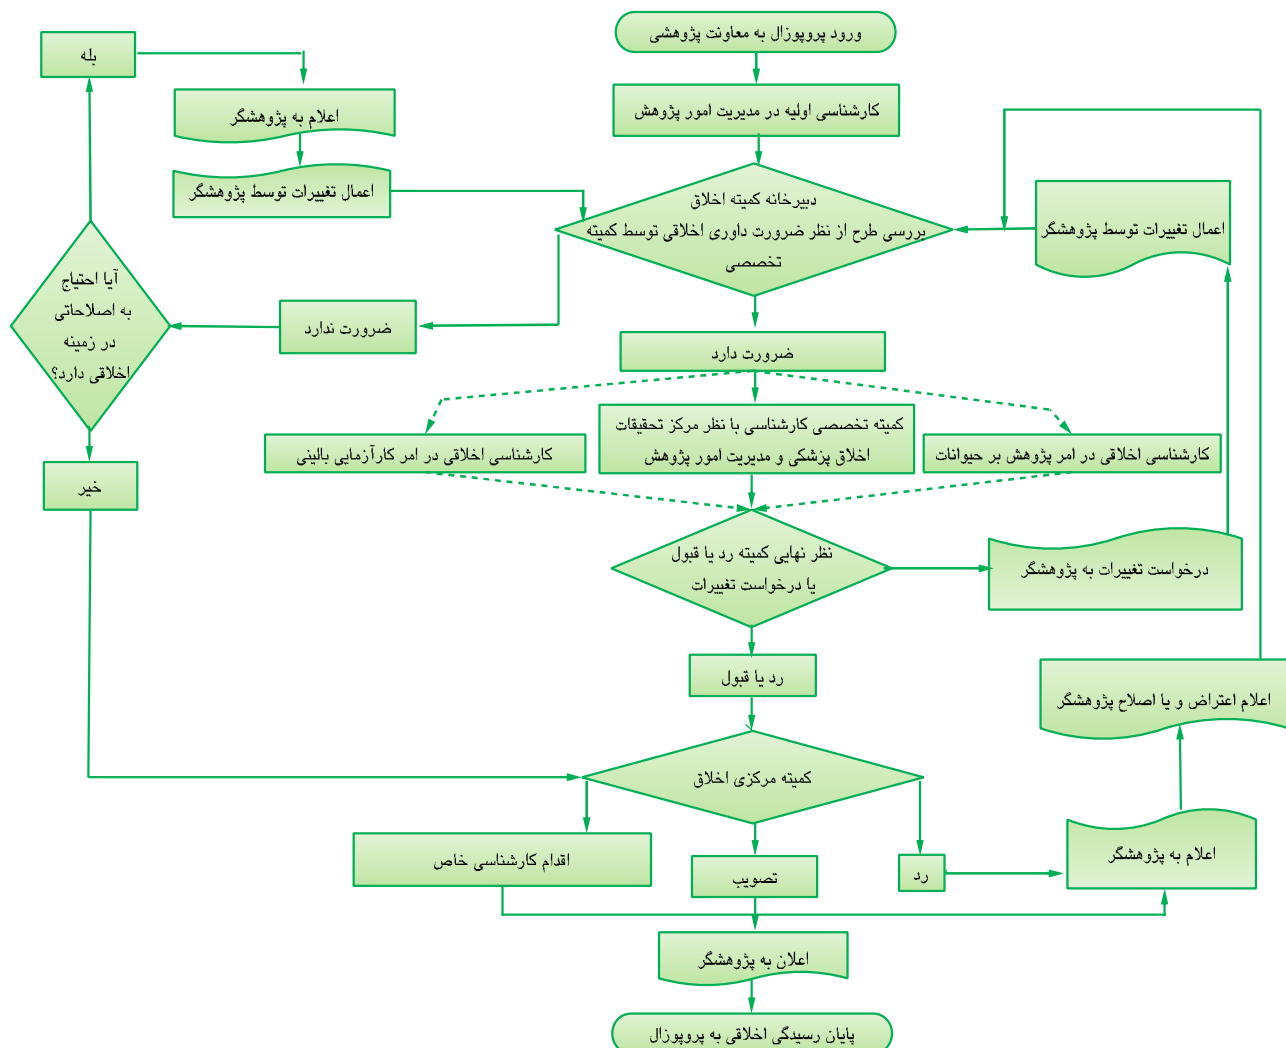 ورود پروپوزال به معاونت پژوهشی
بله
کارشناسی اولیه در مدیریت امور پژوهش
اعلام به پژوهشگر
اعمال تغییرات توسط پژوهشگر
دبیرخانه کمیته اخلاق
بررسی طرح از نظر ضرورت داوری اخلاقی توسط کمیته
تخصصی
اعمال تغییرات توسط پژوهشگر
آیا احتیاج
به اصلاحاتی
در زمینه
اخلاقی دارد؟
ضرورت ندارد
ضرورت دارد
کمیته تخصصی کارشناسی با نظر مرکز تحقیقات
اخلاق پزشکی و مدیریت امور پژوهش
کارشناسی اخلاقی در امر پژوهش بر حیوانات
کارشناسی اخلاقی در امر کارآزمایی بالینی
خیر
نظر نهایی کمیته رد یا قبول
یا درخواست تغییرات
درخواست تغییرات به پژوهشگر
رد یا قبول
اعلام اعتراض و یا اصلاح پژوهشگر
کمیته مرکزی اخلاق
اعلام به پژوهشگر
رد
تصویب
اقدام کارشناسی خاص
اعلان به پژوهشگر
پایان رسیدگی اخلاقی به پروپوزال